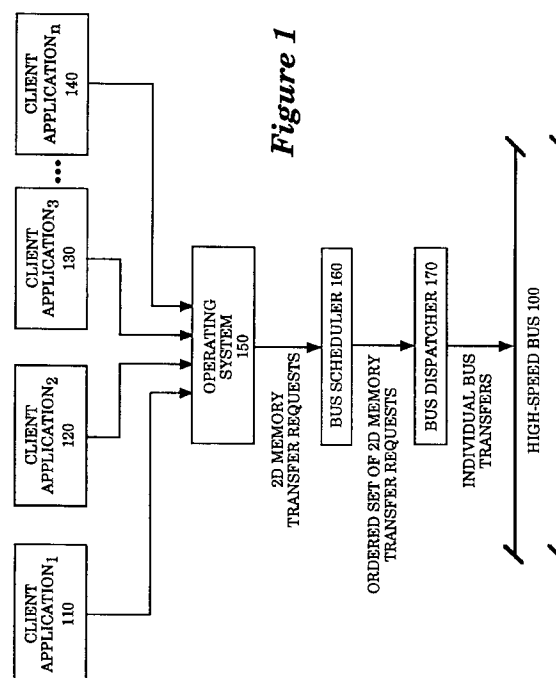 CLIENT
APPLICATION1
110
CLIENT
APPLICATION2
120
CLIENT
APPLICATION3
130
•••
CLIENT
APPLICATIONn
140
OPERATING
SYSTEM
150
2D MEMORY
TRANSFER REQUESTS
BUS SCHEDULER 160
ORDERED SET OF 2D MEMORY
TRANSFER REQUESTS
BUS DISPATCHER 170
INDIVIDUAL BUS
TRANSFERS
HIGH-SPEED BUS 100
Figure 1